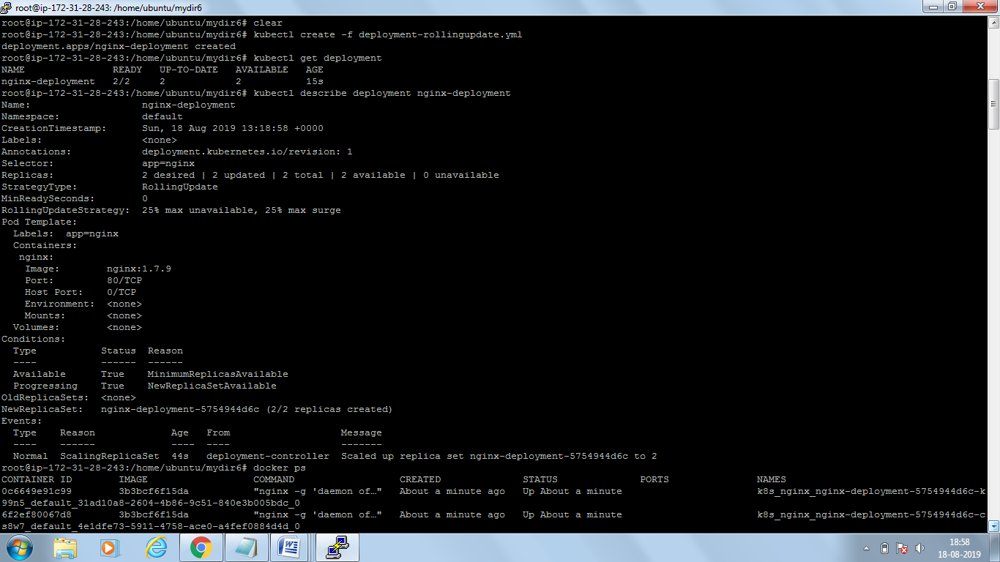 root@ip-172-31-28-243: /home/ubuntu/mydir6
root@ip-172-31-28-243:/home/ubuntu/mydir6# clear
root@ip-172-31-28-243:/home/ubuntu/mydir6# kubectl create -f deployment-rollingupdate.yml
deployment.apps/nginx-deployment created
root@ip-172-31-28-243:/home/ubuntu/mydir6# kubectl get deployment
NAME               READY   UP-TO-DATE   AVAILABLE   AGE
nginx-deployment   2/2     2            2           15s
root@ip-172-31-28-243:/home/ubuntu/mydir6# kubectl describe deployment nginx-deployment
Name:                   nginx-deployment
Namespace:              default
CreationTimestamp:      Sun, 18 Aug 2019 13:18:58 +0000
Labels:                 <none>
Annotations:            deployment.kubernetes.io/revision: 1
Selector:               app=nginx
Replicas:               2 desired | 2 updated | 2 total | 2 available | 0 unavailable
StrategyType:           RollingUpdate
MinReadySeconds:        0
RollingUpdateStrategy:  25% max unavailable, 25% max surge
Pod Template:
  Labels:  app=nginx
  Containers:
   nginx:
    Image:        nginx:1.7.9
    Port:         80/TCP
    Host Port:    0/TCP
    Environment:  <none>
    Mounts:       <none>
  Volumes:        <none>
Conditions:
  Type           Status  Reason
  ----           ------  ------
  Available      True    MinimumReplicasAvailable
  Progressing    True    NewReplicaSetAvailable
OldReplicaSets:  <none>
NewReplicaSet:   nginx-deployment-5754944d6c (2/2 replicas created)
Events:
  Type    Reason             Age   From                   Message
  ----    ------             ----  ----                   -------
  Normal  ScalingReplicaSet  44s   deployment-controller  Scaled up replica set nginx-deployment-5754944d6c to 2
root@ip-172-31-28-243:/home/ubuntu/mydir6# docker ps
CONTAINER ID        IMAGE                  COMMAND                  CREATED              STATUS              PORTS               NAMES
0c6649e91c99        3b3bcf6f15da           "nginx -g 'daemon of…"   About a minute ago   Up About a minute                       k8s_nginx_nginx-deployment-5754944d6c-k
99n5_default_31ad10a8-2604-4b86-9c51-840e3b005bdc_0
6f2ef80067d8        3b3bcf6f15da           "nginx -g 'daemon of…"   About a minute ago   Up About a minute                       k8s_nginx_nginx-deployment-5754944d6c-c
s8w7_default_4e1dfe73-5911-4758-ace0-a4fef0884d4d_0
18:58
18-08-2019